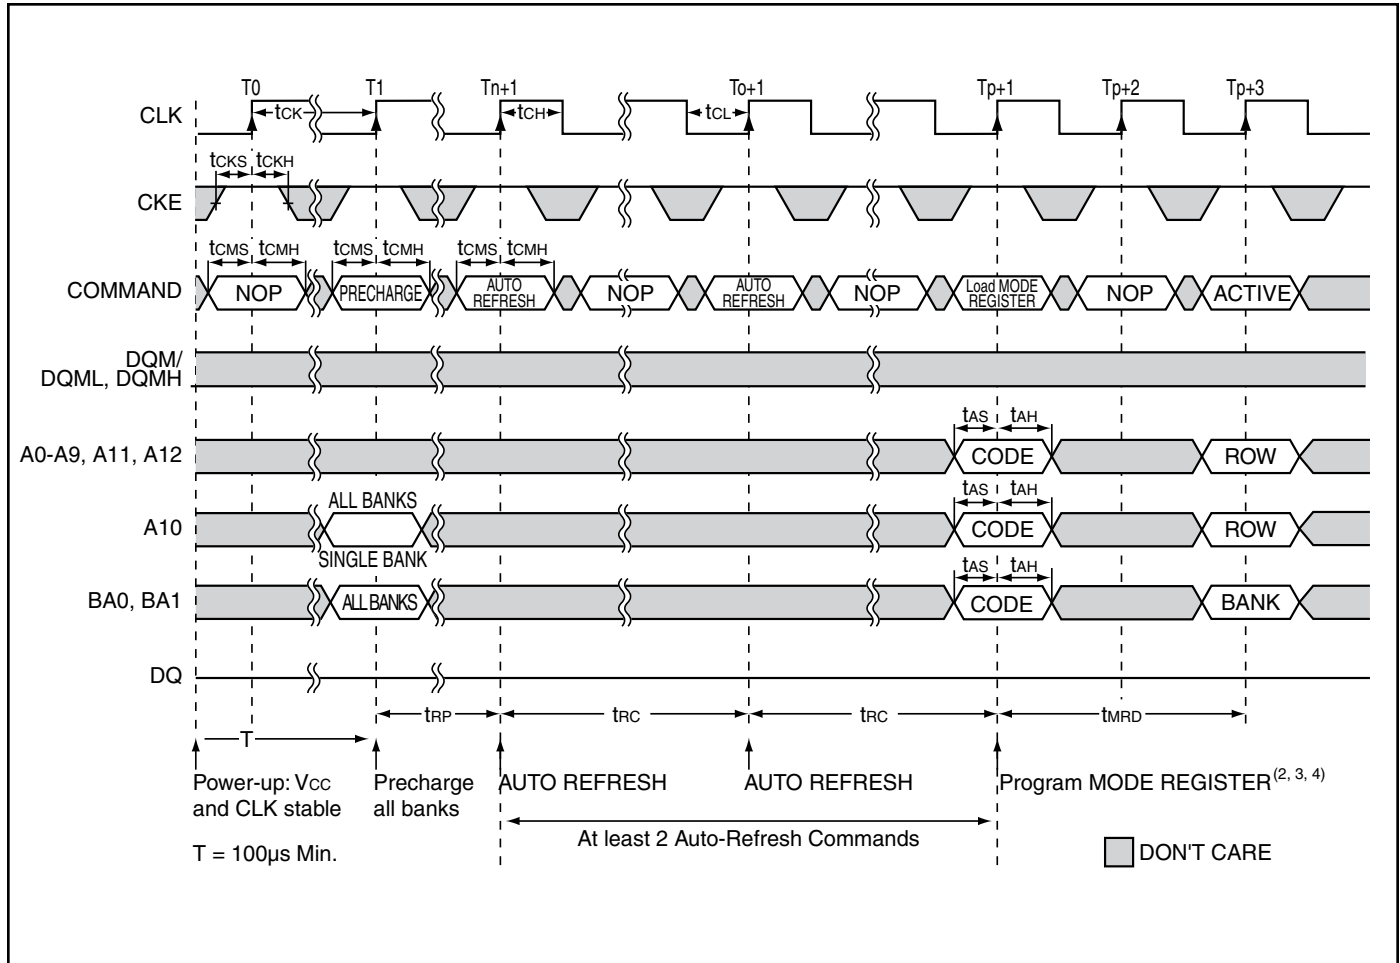 T0 T1 Tn+1 To+1 Tp+1 Tp+2 Tp+3
CLK tCK tCH tCL
tCKS tCKH
CKE
tCMS tCMH tCMS tCMH tCMS tCMH
COMMAND NOP PRECHARGE AUTO REFRESH NOP AUTO REFRESH NOP Load MODE REGISTER NOP ACTIVE
DQM/
DQML, DQMH
tAS tAH
A0-A9, A11, A12 CODE ROW
ALL BANKS tAS tAH
A10 CODE ROW
SINGLE BANK tAS tAH
BA0, BA1 ALL BANKS CODE BANK
DQ
tRP tRC tRC tMRD
T
Power-up: VCC and CLK stable
Precharge all banks
AUTO REFRESH
AUTO REFRESH
Program MODE REGISTER(2, 3, 4)
At least 2 Auto-Refresh Commands
T = 100µs Min.
DON'T CARE